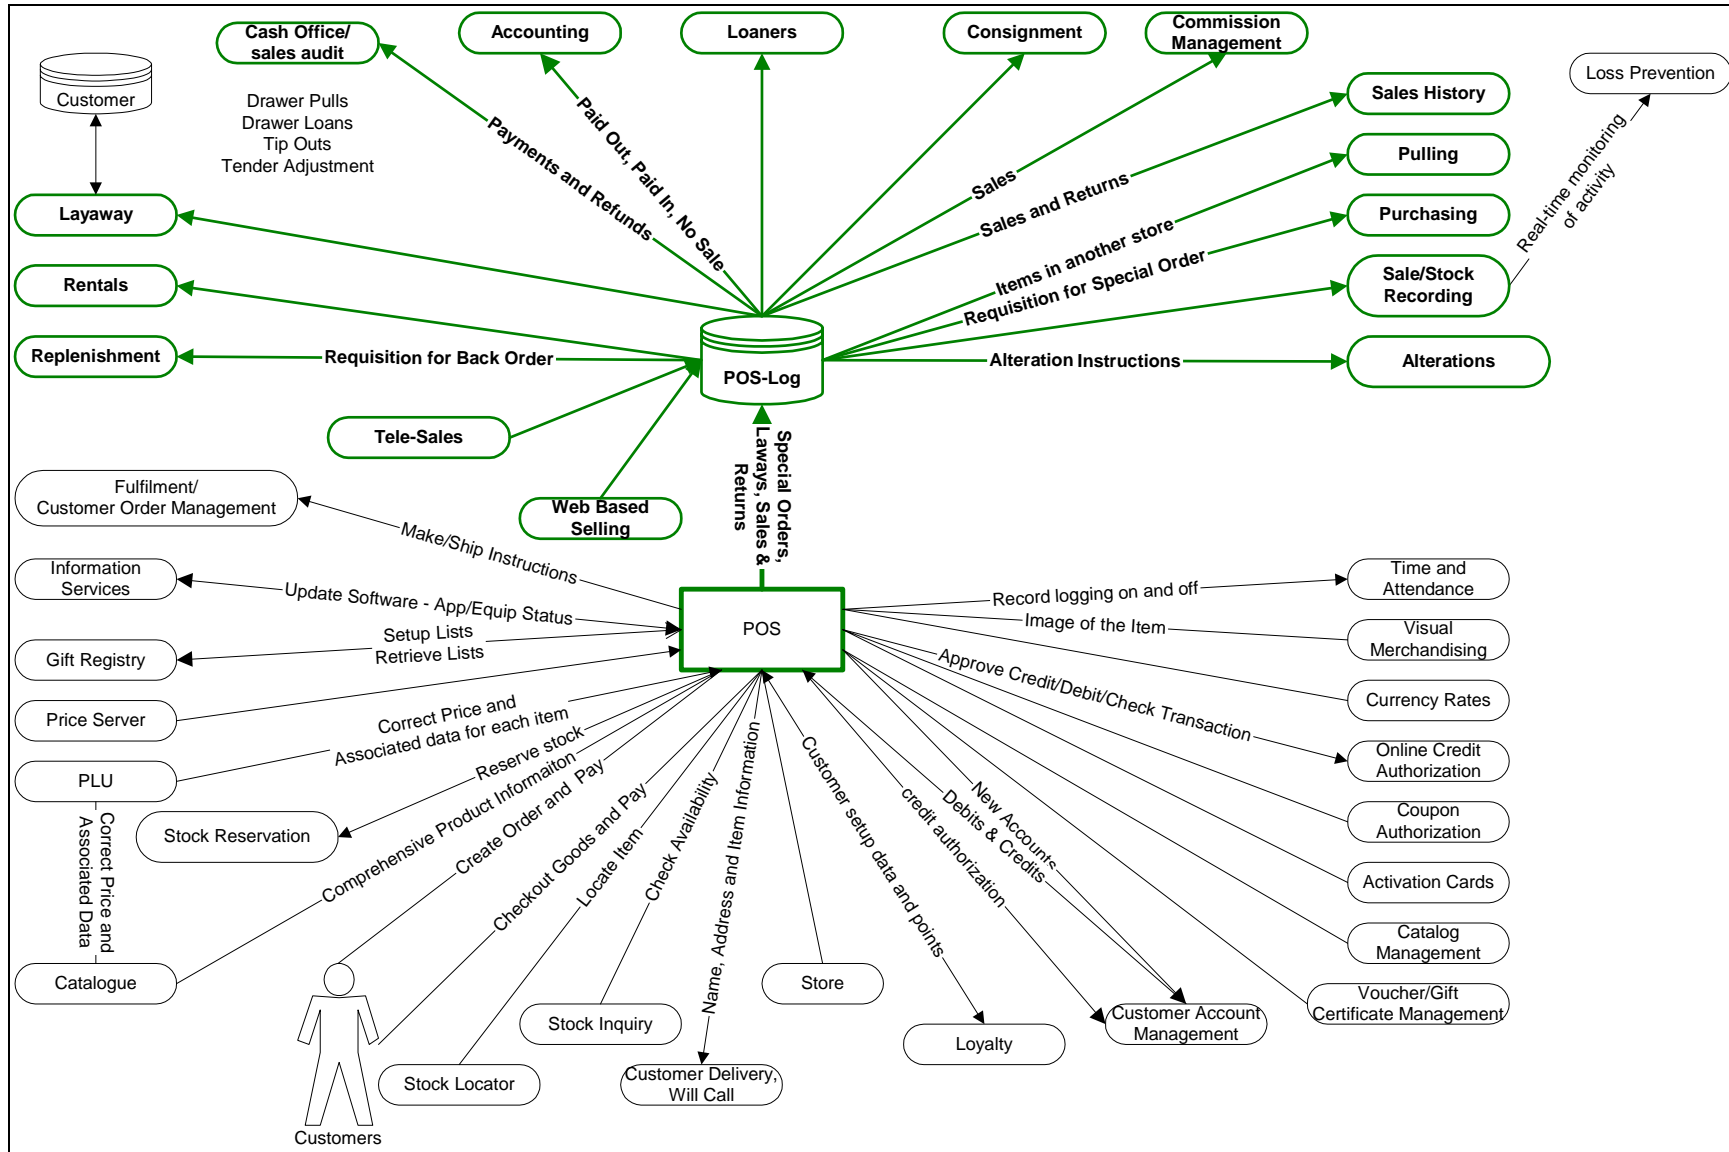 Cash Office/
sales audit
Accounting
Loaners
Consignment
Commission
Management
Loss Prevention
Customer
Sales History
Drawer Pulls
Drawer Loans
Tip Outs
Tender Adjustment
Payments and Refunds
Paid Out, Paid In, No Sale
Sales
Sales and Returns
Items in another store
Requisition for Special Order
Real-time monitoring
of activity
Pulling
Layaway
Purchasing
Rentals
Sale/Stock
Recording
Replenishment
Requisition for Back Order
POS-Log
Alteration Instructions
Alterations
Tele-Sales
Special Orders,
Laways, Sales &
Returns
Fulfilment/
Customer Order Management
Web Based
Selling
Make/Ship Instructions
Information
Services
Update Software - App/Equip Status
POS
Record logging on and off
Time and
Attendance
Image of the Item
Visual
Merchandising
Setup Lists
Retrieve Lists
Gift Registry
Approve Credit/Debit/Check Transaction
Currency Rates
Price Server
Correct Price and
Associated data for each item
Online Credit
Authorization
PLU
Reserve stock
Stock Reservation
Comprehensive Product Informaiton
Create Order and  Pay
Checkout Goods and Pay
Locate Item
Check Availability
Name, Address and Item Information
Customer setup data and points
credit authorization
Debits & Credits
New Accounts
Coupon
Authorization
Activation Cards
Correct Price and
Associated Data
Catalog
Management
Catalogue
Store
Voucher/Gift
Certificate Management
Stock Inquiry
Customer Account
Management
Loyalty
Stock Locator
Customer Delivery,
Will Call
Customers